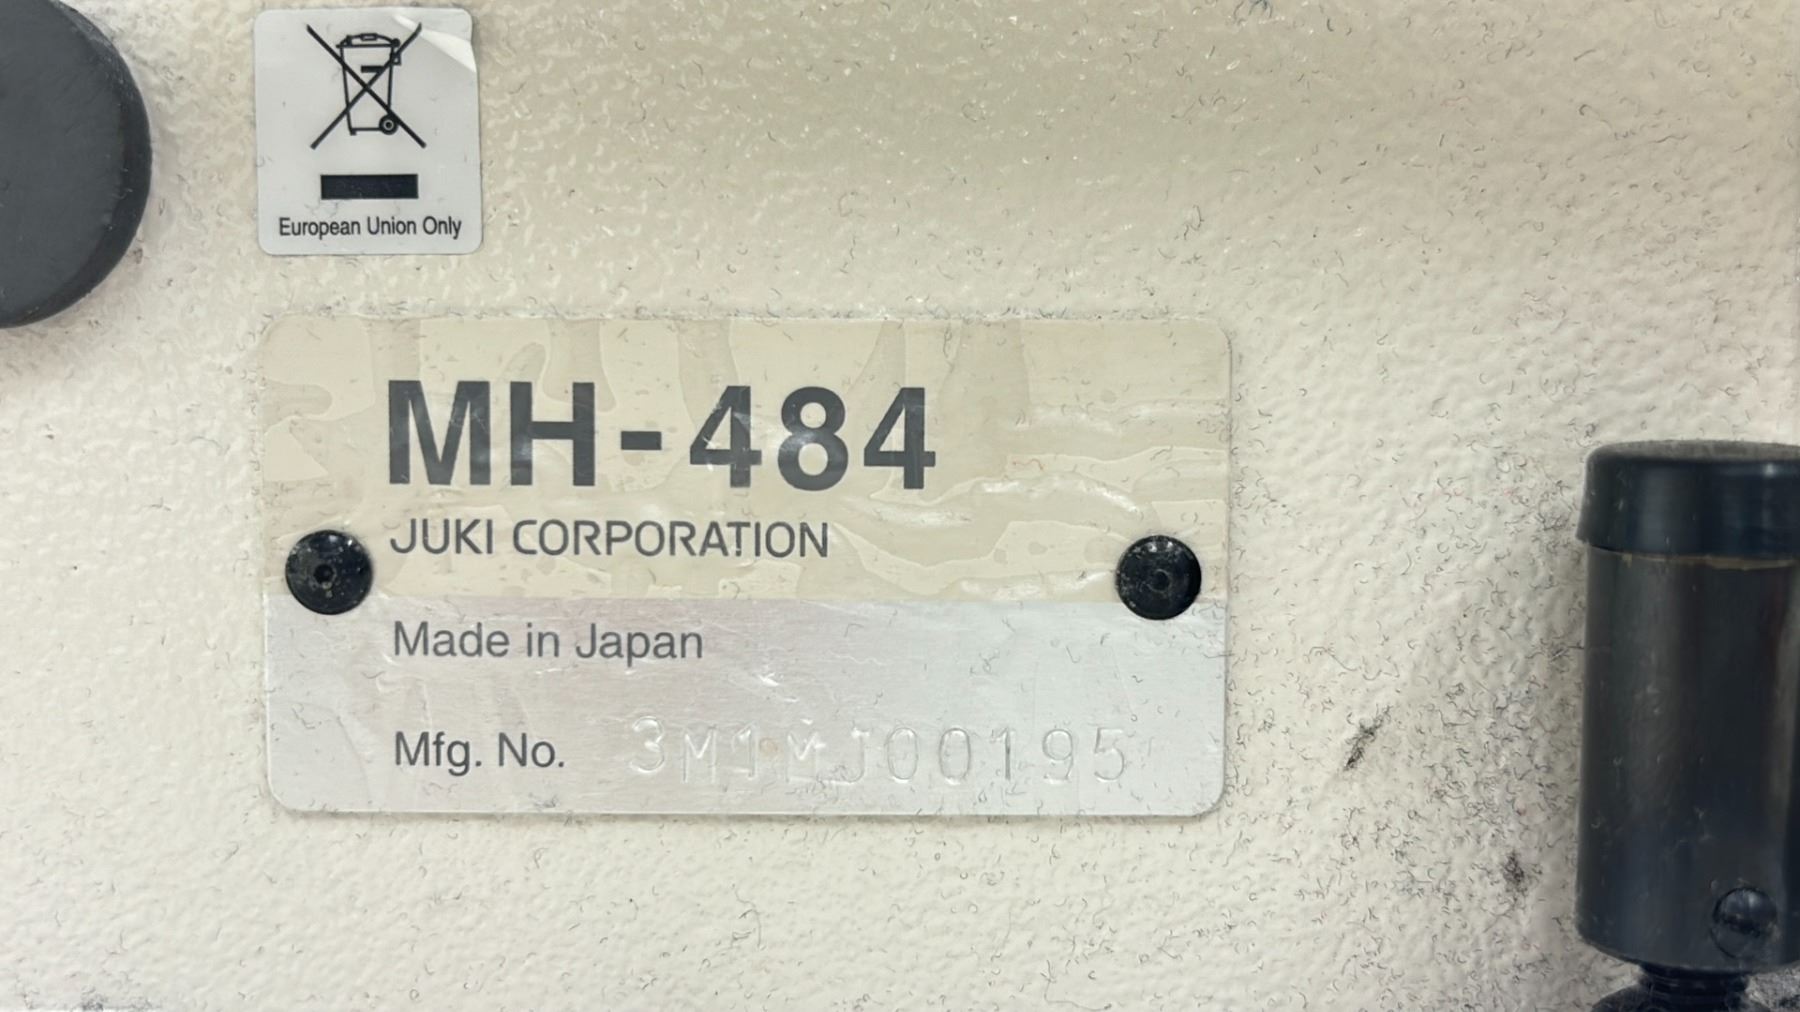 European Union Only
MH-484
JUKI CORPORATION
Made in Japan
Mfg. No. 3M1MJ00195